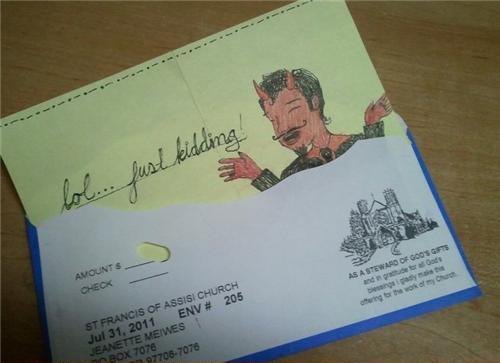 lol... just kidding!
AMOUNT $
CHECK
AS A STEWARD OF GOD'S GIFTS
and in gratitude for all God's
blessings I gladly make this
offering for the work of my Church.
ST FRANCIS OF ASSISI CHURCH
Jul 31, 2011 ENV # 205
JEANETTE MEIWES
PO BOX 7076
97706-7076